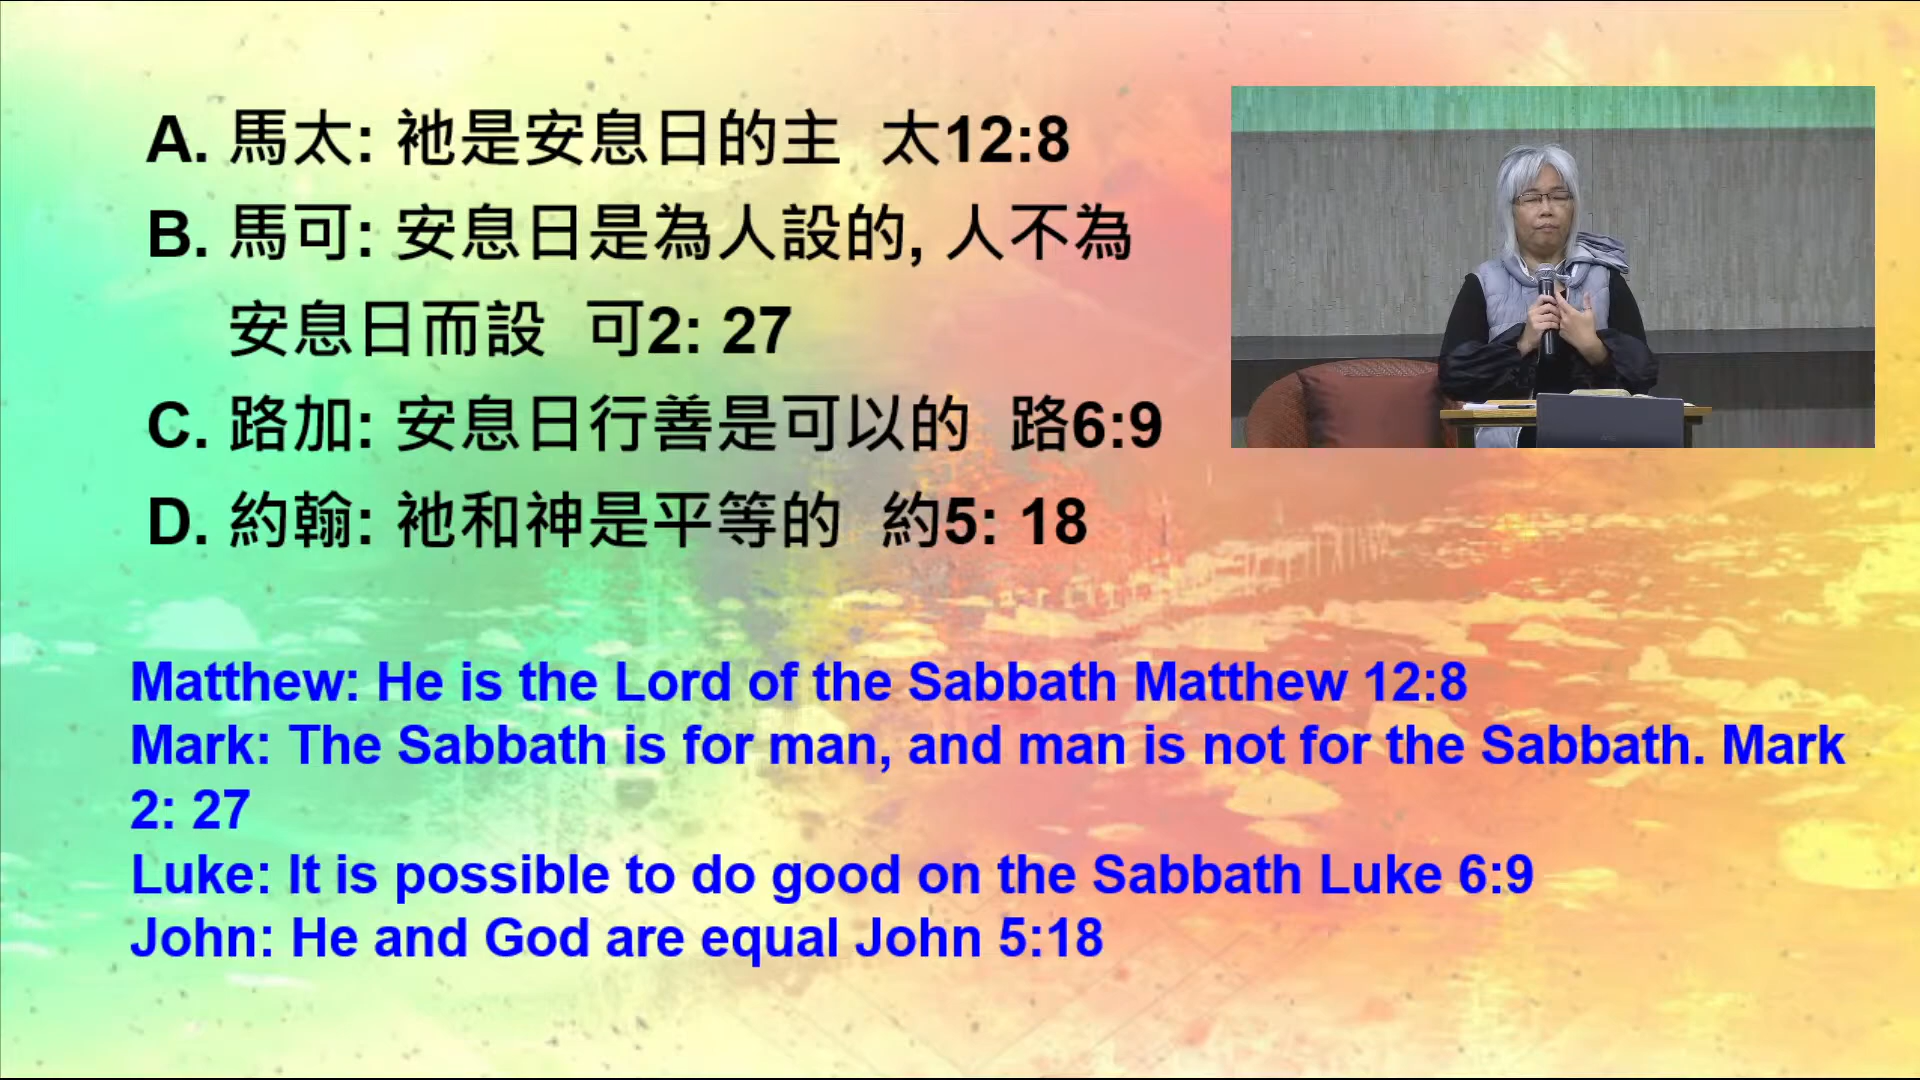 A. 馬太: 祂是安息日的主 太12:8
B. 馬可: 安息日是為人設的, 人不為
安息日而設 可2: 27
C. 路加: 安息日行善是可以的 路6:9
D. 約翰: 祂和神是平等的 約5: 18
Matthew: He is the Lord of the Sabbath Matthew 12:8
Mark: The Sabbath is for man, and man is not for the Sabbath. Mark
2: 27
Luke: It is possible to do good on the Sabbath Luke 6:9
John: He and God are equal John 5:18